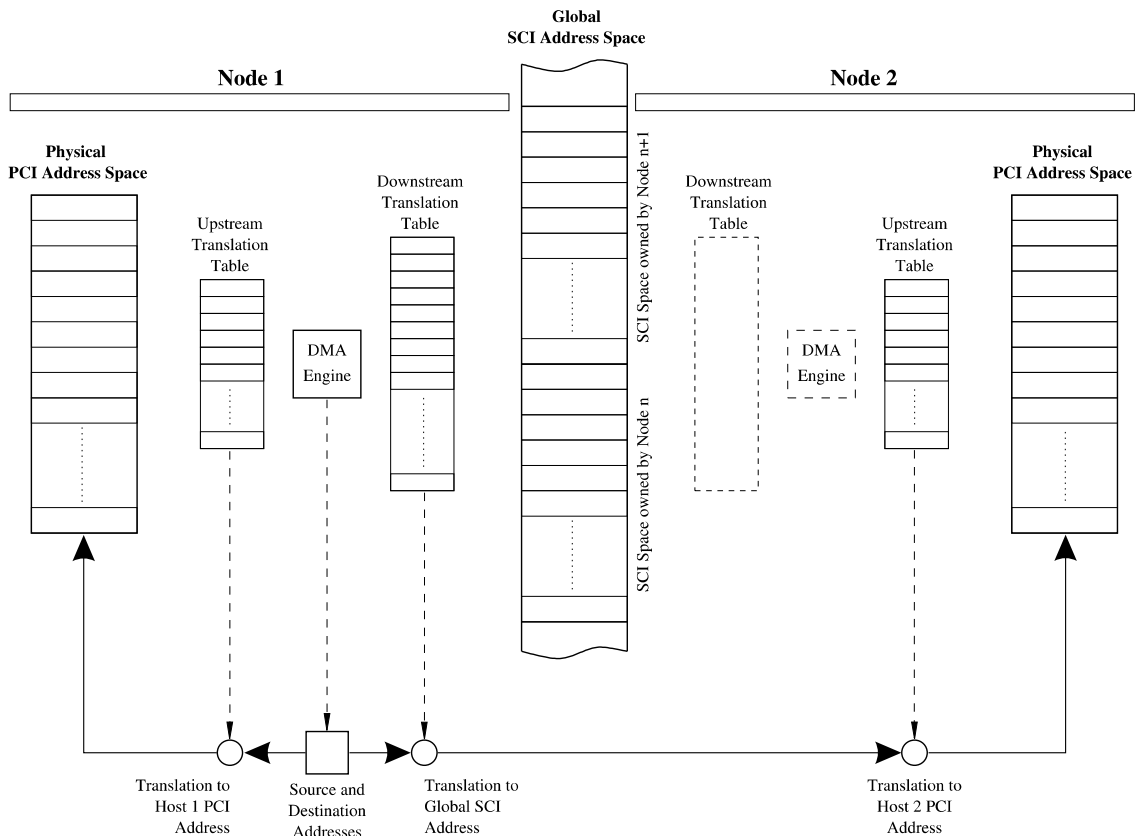 Global
SCI Address Space
Node 1
Node 2
Physical
PCI Address Space
Upstream
Translation
Table
DMA
Engine
Downstream
Translation
Table
SCI Space owned by Node n+1
SCI Space owned by Node n
Downstream
Translation
Table
DMA
Engine
Upstream
Translation
Table
Physical
PCI Address Space
Translation to
Host 1 PCI
Address
Source and
Destination
Addresses
Translation to
Global SCI
Address
Translation to
Host 2 PCI
Address